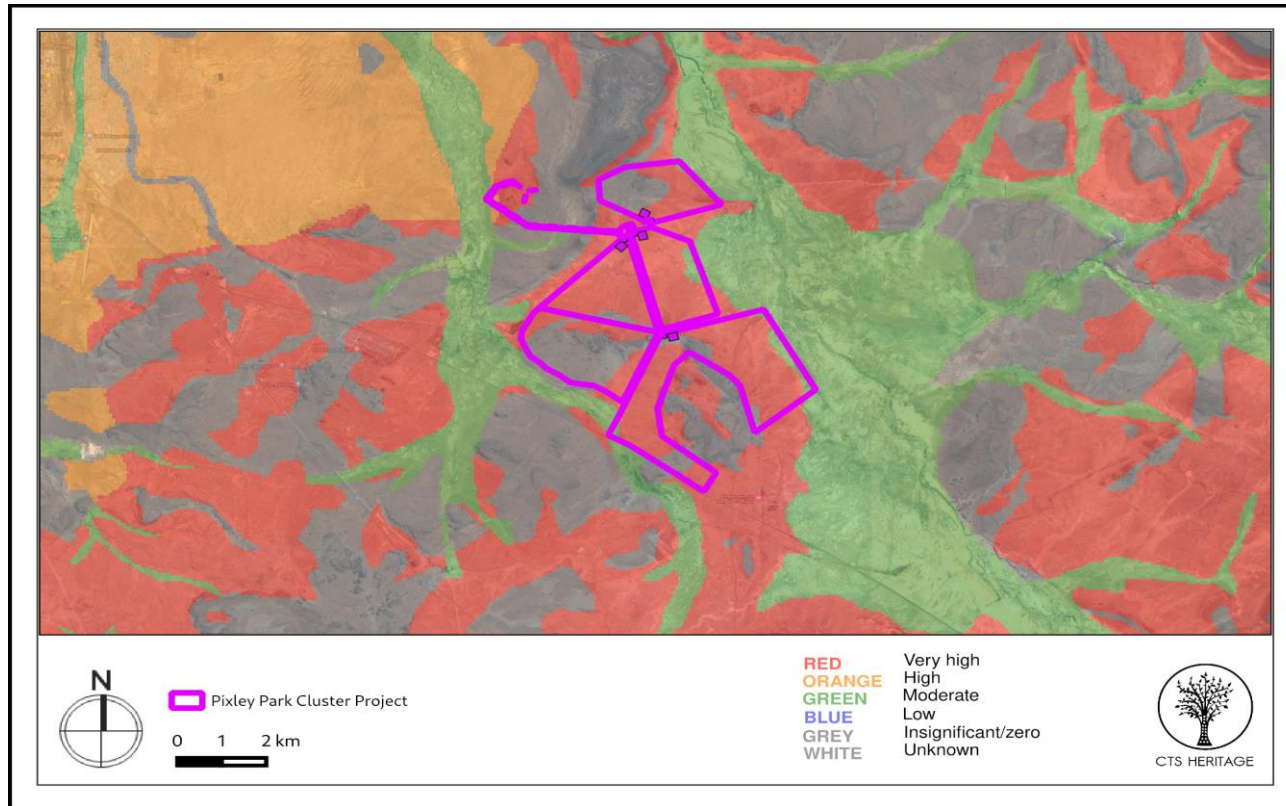 N
Pixley Park Cluster Project
0 1 2 km
RED Very high
ORANGE High
GREEN Moderate
BLUE Low
GREY Insignificant/zero
WHITE Unknown
CTS HERITAGE